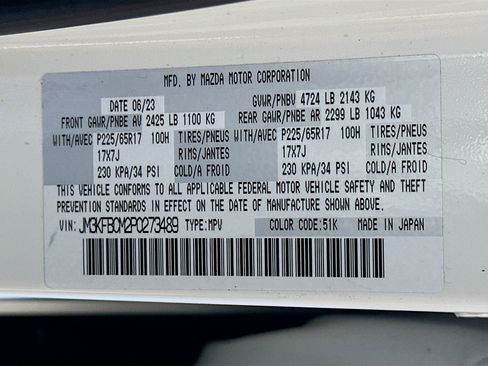 MFD. BY MAZDA MOTOR CORPORATION
DATE 06/23 GVWR/PNBV 4724 LB 2143 KG
FRONT GAWR/PNBE AV 2425 LB 1100 KG REAR GAWR/PNBE AR 2299 LB 1043 KG
WITH/AVEC P225/65R17 100H TIRES/PNEUS WITH/AVEC P225/65R17 100H TIRES/PNEUS
17X7J RIMS/JANTES 17X7J RIMS/JANTES
230 KPA/34 PSI COLD/A FROID 230 KPA/34 PSI COLD/A FROID
THIS VEHICLE CONFORMS TO ALL APPLICABLE FEDERAL MOTOR VEHICLE SAFETY AND THEFT
PREVENTION STANDARDS IN EFFECT ON THE DATE OF MANUFACTURE SHOWN ABOVE.
VIN: JM3KFBCM2P0273489 TYPE: MPV COLOR CODE: 51K MADE IN JAPAN